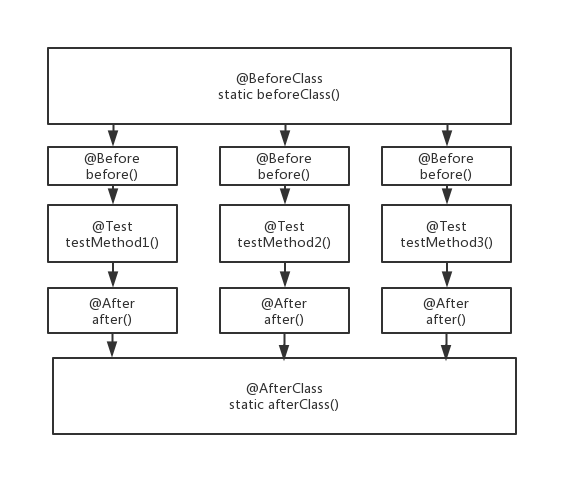 @BeforeClass
static beforeClass()
@Before
before()
@Before
before()
@Before
before()
@Test
testMethod1()
@Test
testMethod2()
@Test
testMethod3()
@After
after()
@After
after()
@After
after()
@AfterClass
static afterClass()